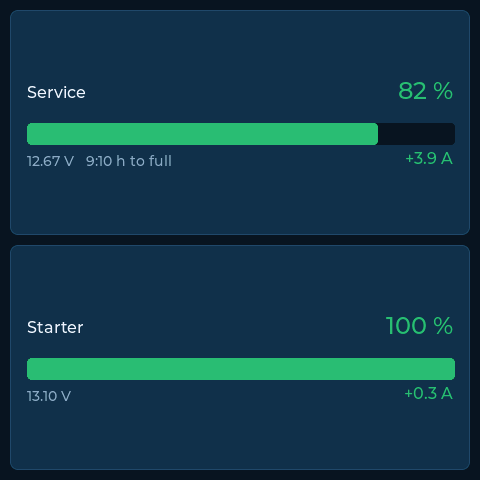 Service 82 %
12.67 V 9:10 h to full +3.9 A
Starter 100 %
13.10 V +0.3 A